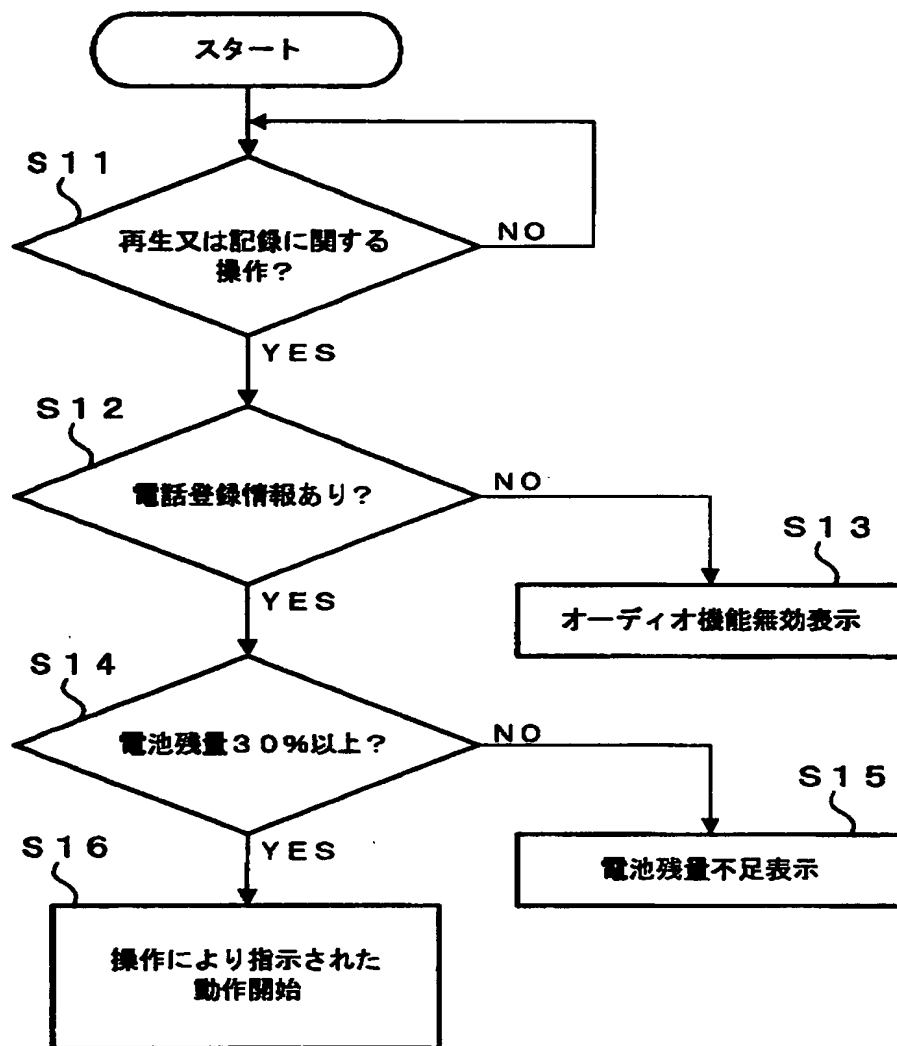 スタート
S11
再生又は記録に関する
操作?
NO
YES
S12
電話登録情報あり?
NO
YES
S13
オーディオ機能無効表示
S14
電池残量30%以上?
NO
YES
S15
電池残量不足表示
S16
操作により指示された
動作開始